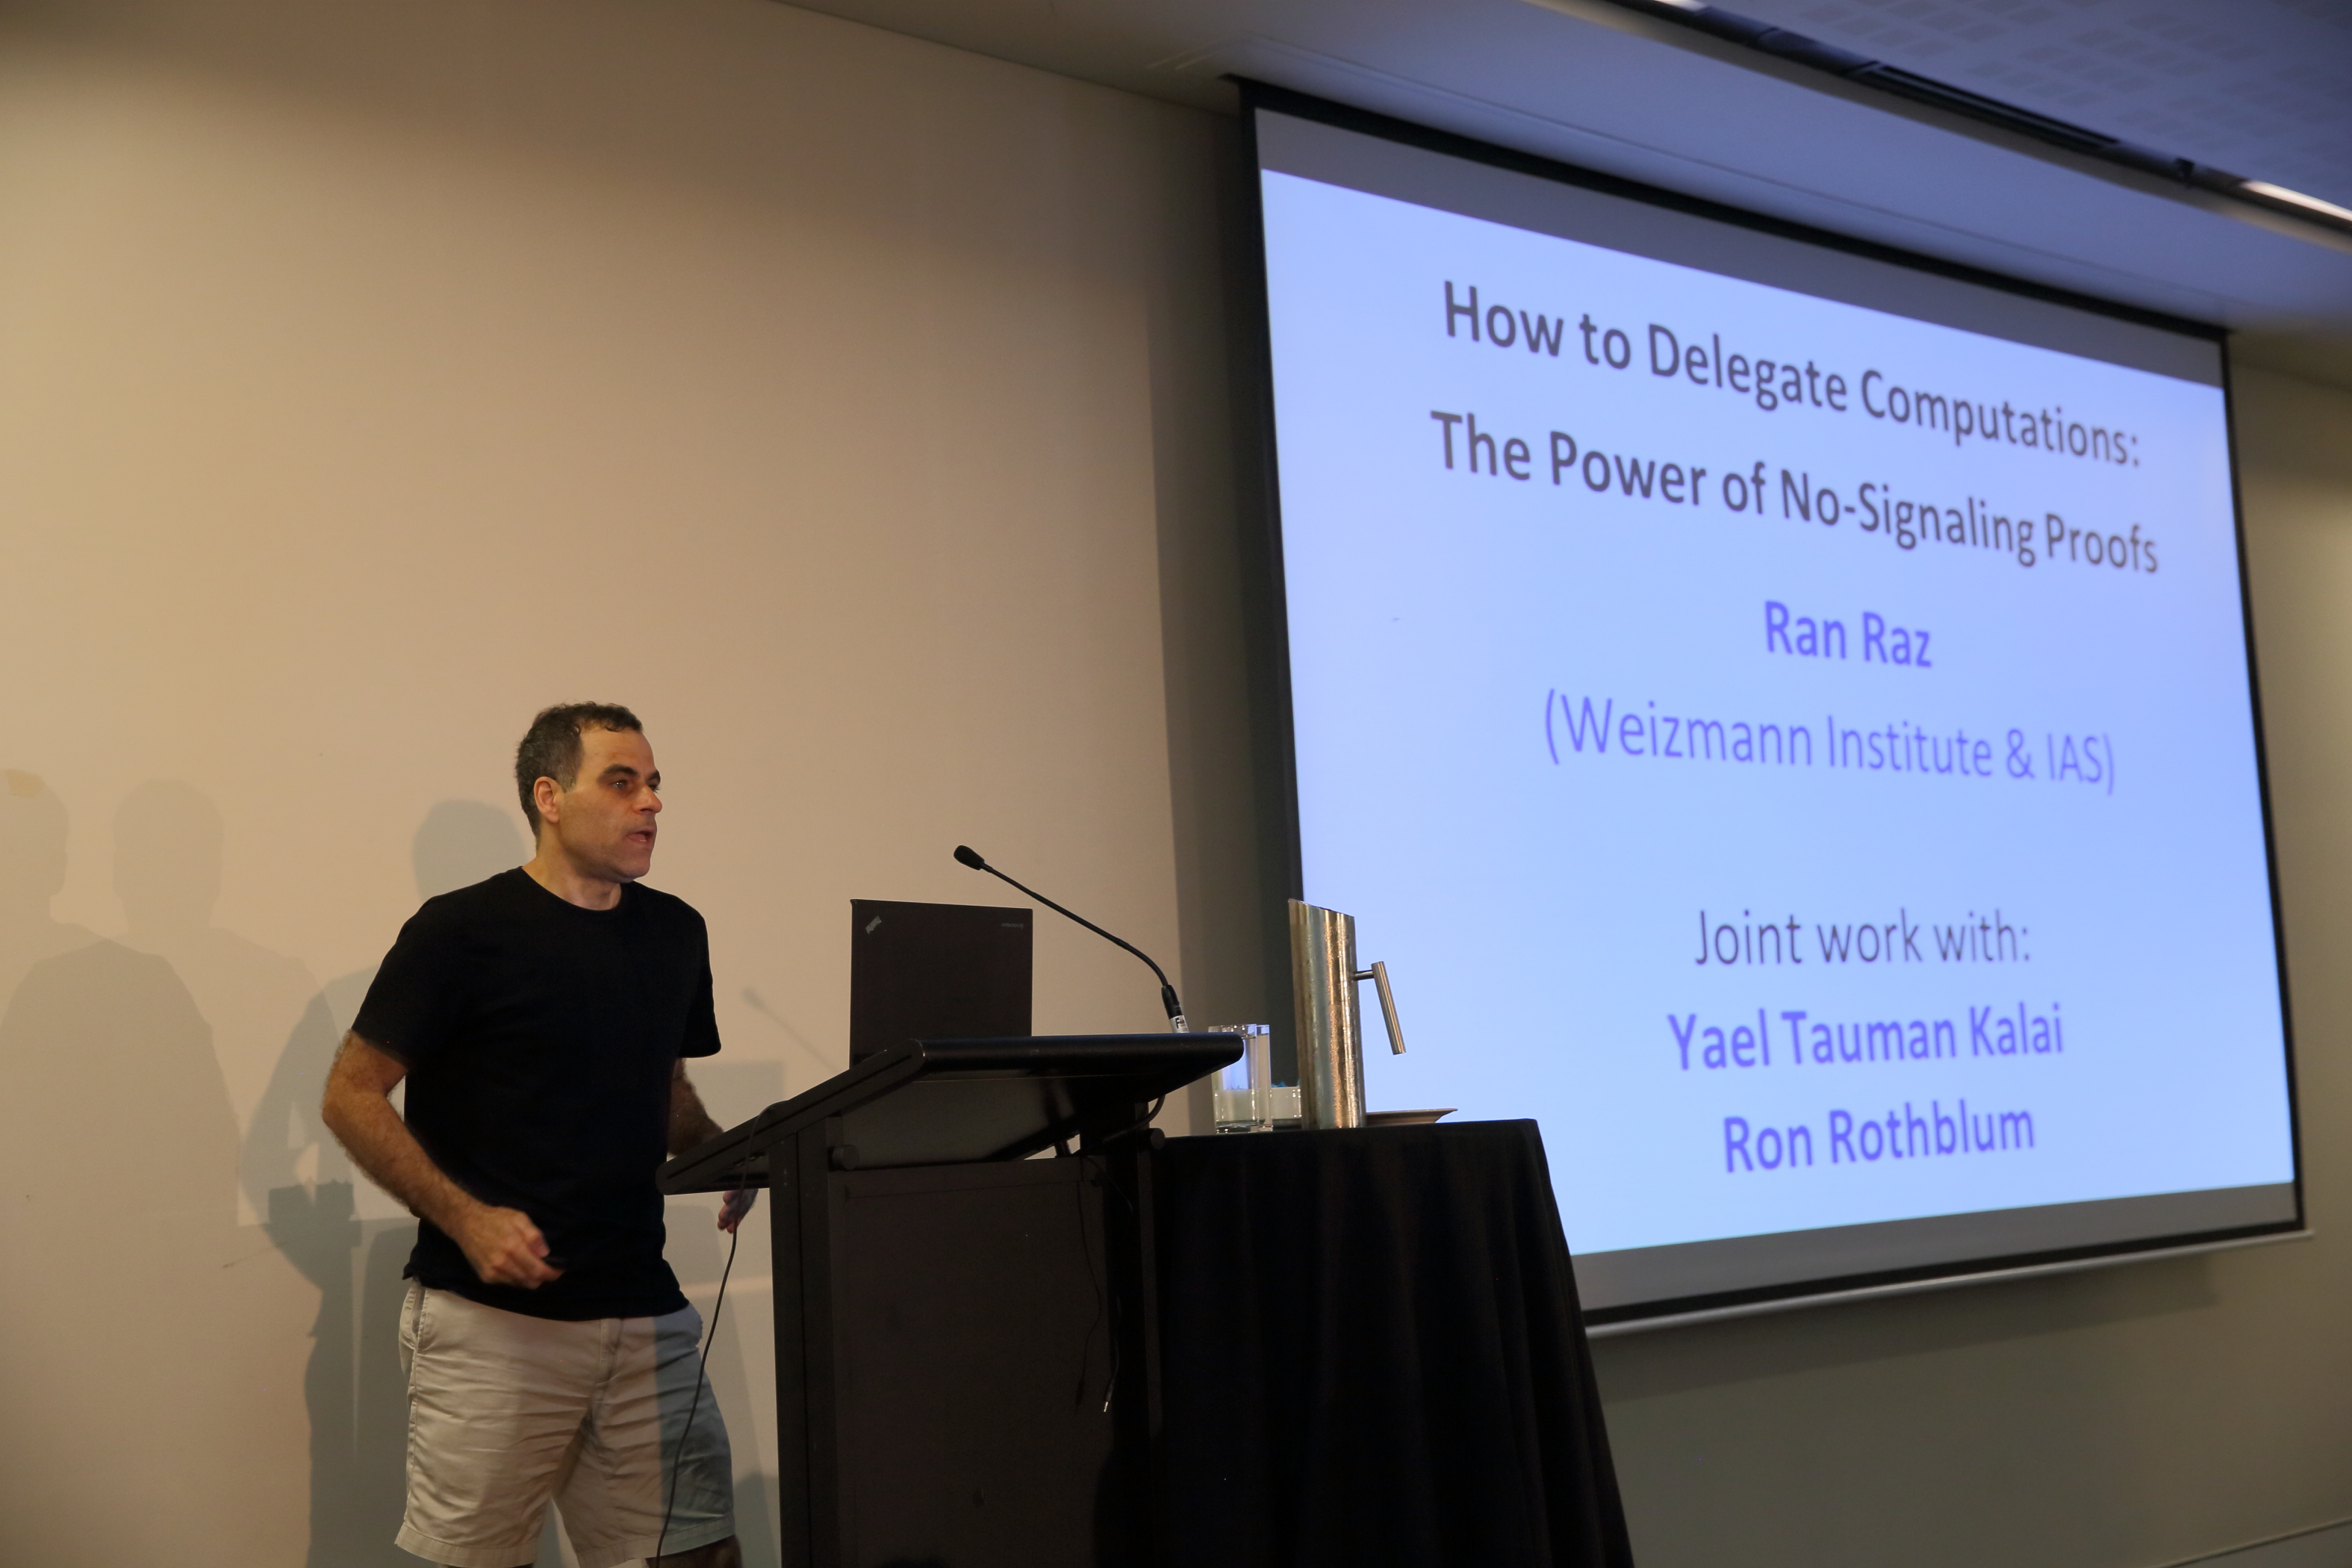 How to Delegate Computations:
The Power of No-Signaling Proofs
Ran Raz
(Weizmann Institute & IAS)
Joint work with:
Yael Tauman Kalai
Ron Rothblum